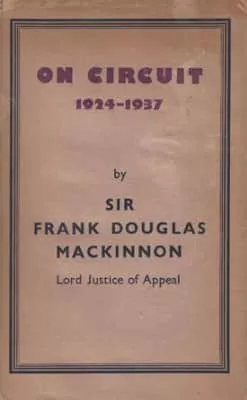 ON CIRCUIT
1924-1937
by
SIR
FRANK DOUGLAS
MACKINNON
Lord Justice of Appeal